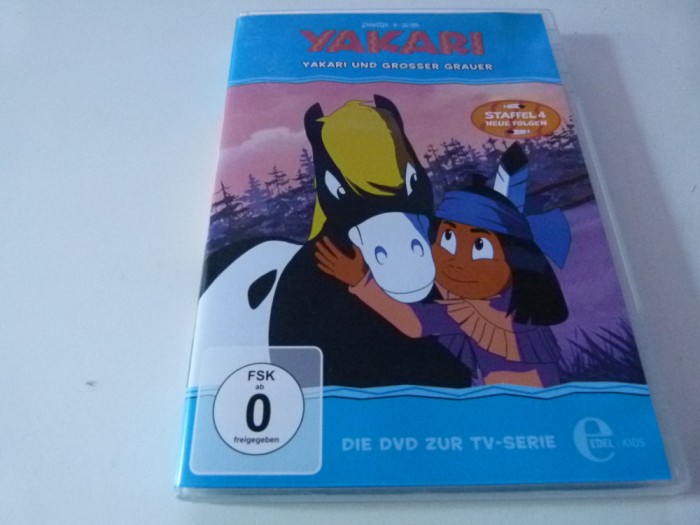 YAKARI
YAKARI UND GROSSER GRAUER
STAFFEL 4
NEUE FOLGEN
FSK
ab
0
freigegeben
DIE DVD ZUR TV-SERIE
e
EDEL
KIDS